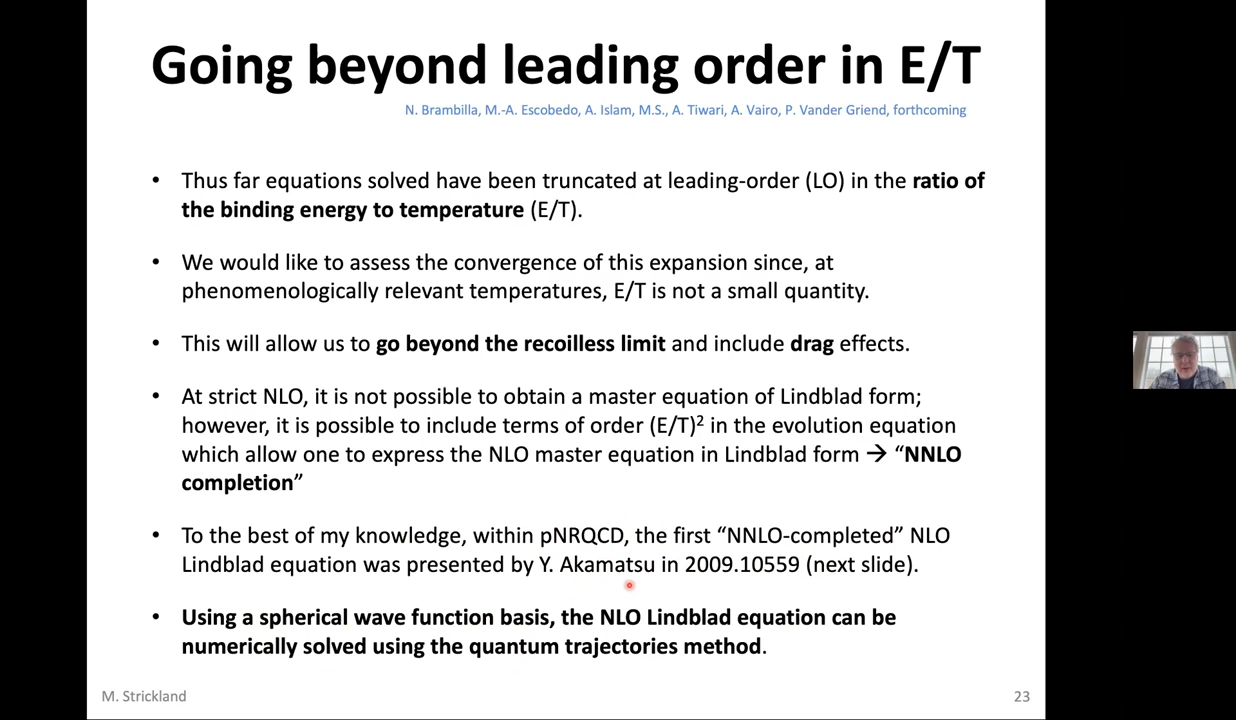 Going beyond leading order in E/T
N. Brambilla, M.-A. Escobedo, A. Islam, M.S., A. Tiwari, A. Vairo, P. Vander Griend, forthcoming
• Thus far equations solved have been truncated at leading-order (LO) in the ratio of
the binding energy to temperature (E/T).
• We would like to assess the convergence of this expansion since, at
phenomenologically relevant temperatures, E/T is not a small quantity.
• This will allow us to go beyond the recoilless limit and include drag effects.
• At strict NLO, it is not possible to obtain a master equation of Lindblad form;
however, it is possible to include terms of order (E/T)² in the evolution equation
which allow one to express the NLO master equation in Lindblad form → “NNLO
completion”
• To the best of my knowledge, within pNRQCD, the first “NNLO-completed” NLO
Lindblad equation was presented by Y. Akamatsu in 2009.10559 (next slide).
• Using a spherical wave function basis, the NLO Lindblad equation can be
numerically solved using the quantum trajectories method.
M. Strickland
23